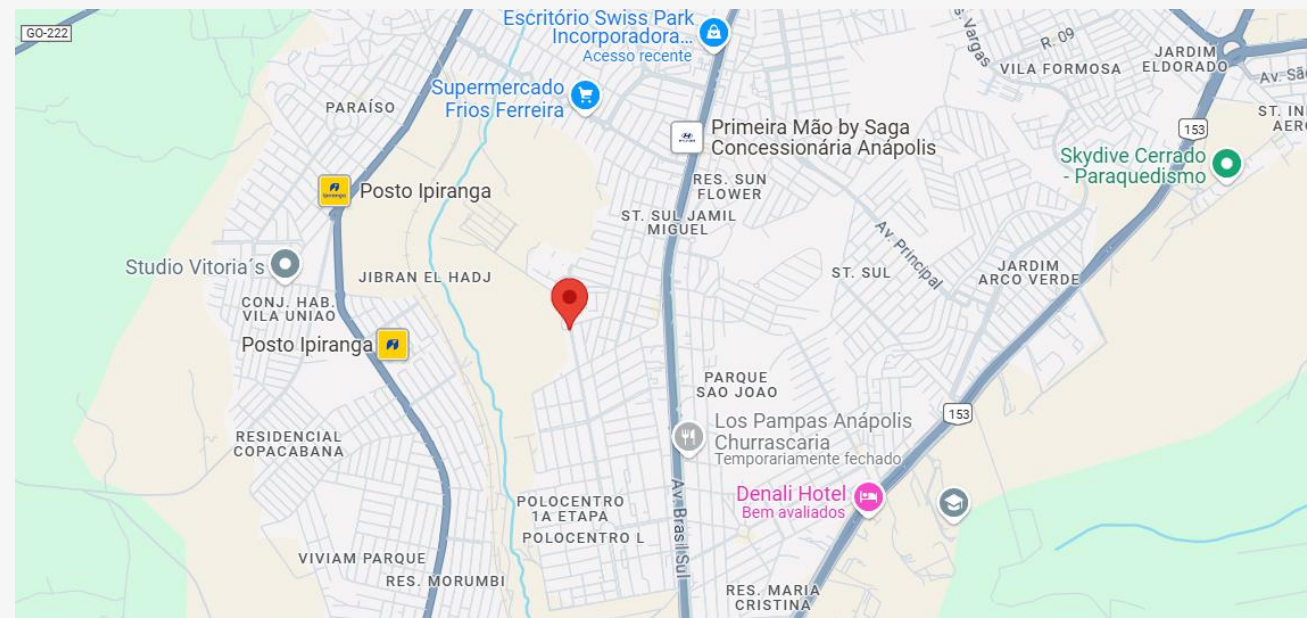 GO-222
Escritório Swiss Park
Incorporadora...
Acesso recente
s. Vargas
R. 09
VILA FORMOSA
JARDIM
ELDORADO
Av. Sã
Supermercado
Frios Ferreira
PARAÍSO
Primeira Mão by Saga
Concessionária Anápolis
153
ST. IN
AERO
Skydive Cerrado
- Paraquedismo
Posto Ipiranga
RES. SUN
FLOWER
ST. SUL JAMIL
MIGUEL
Av. Principal
Studio Vitoria´s
JIBRAN EL HADJ
ST. SUL
JARDIM
ARCO VERDE
CONJ. HAB.
VILA UNIAO
Posto Ipiranga
PARQUE
SAO JOAO
153
Los Pampas Anápolis
Churrascaria
Temporariamente fechado
RESIDENCIAL
COPACABANA
Denali Hotel
Bem avaliados
POLOCENTRO
1A ETAPA
POLOCENTRO L
Av. Brasil Sul
VIVIAM PARQUE
RES. MORUMBI
RES. MARIA
CRISTINA